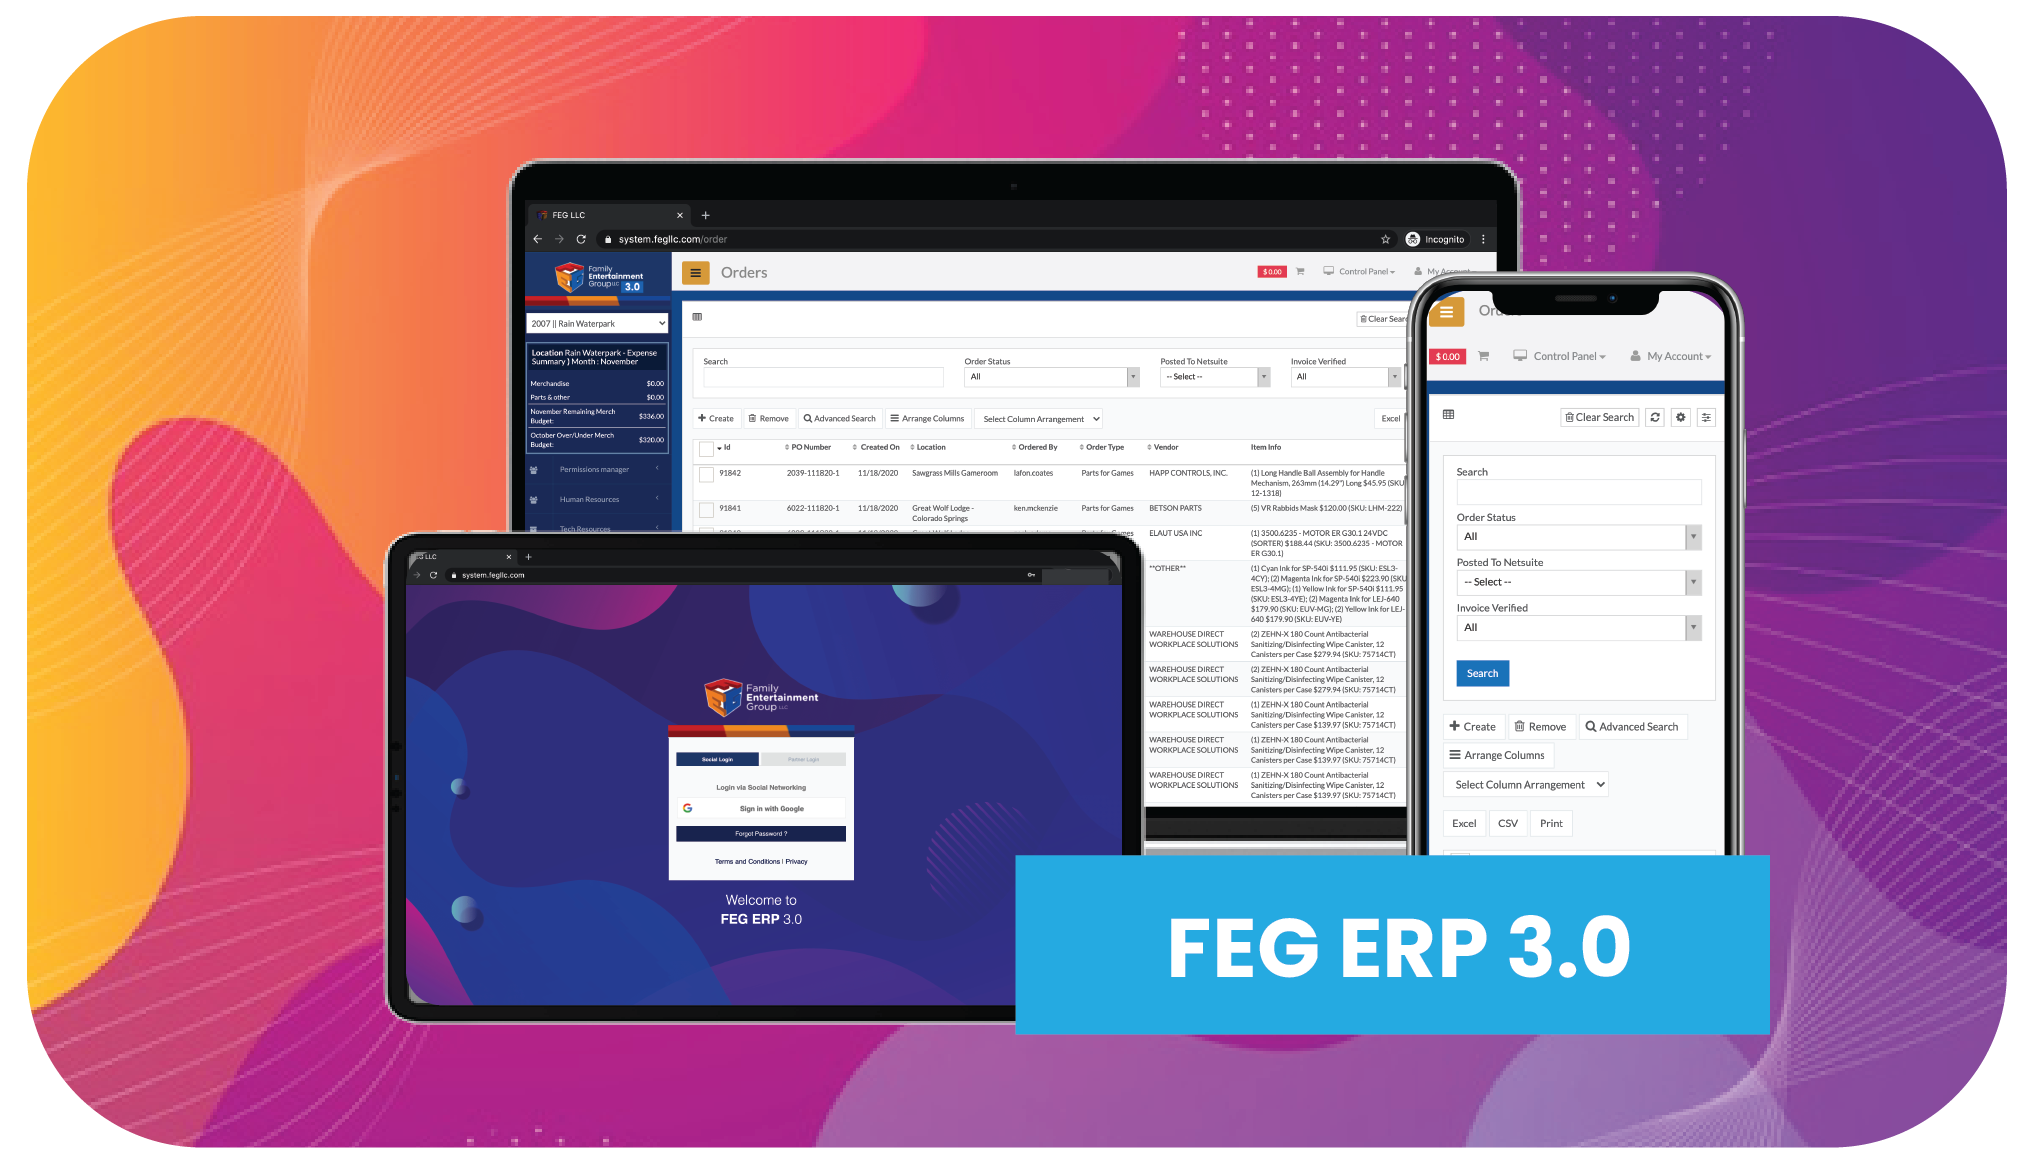 FEG LLC
system.fegllc.com/order
Incognito
Family
Entertainment
Group LLC 3.0
Orders
$0.00
Control Panel
My Account
2007 || Rain Waterpark
Location Rain Waterpark - Expense
Summary } Month : November
Merchandise $0.00
Parts & other $0.00
November Remaining Merch
Budget: $336.00
October Over/Under Merch
Budget: $320.00
Permissions manager
Human Resources
Tech Resources
Clear Sear
Search
Order Status
Posted To Netsuite
Invoice Verified
All
-- Select --
All
Create
Remove
Advanced Search
Arrange Columns
Select Column Arrangement
Excel
Id PO Number Created On Location Ordered By Order Type Vendor Item Info
91842 2039-111820-1 11/18/2020 Sawgrass Mills Gameroom lafon.coates Parts for Games HAPP CONTROLS, INC. (1) Long Handle Ball Assembly for Handle
Mechanism, 263mm (14.29") Long $45.95 (SKU
12-1318)
91841 6022-111820-1 11/18/2020 Great Wolf Lodge - ken.mckenzie Parts for Games BETSON PARTS (5) VR Rabbids Mask $120.00 (SKU: LHM-222)
Colorado Springs
ELAUT USA INC (1) 3500.6235 - MOTOR ER G30.1 24VDC
(SORTER) $188.44 (SKU: 3500.6235 - MOTOR
ER G30.1)
**OTHER** (1) Cyan Ink for SP-540i $111.95 (SKU: ESL3-
4CY); (2) Magenta Ink for SP-540i $223.90 (SKU
ESL3-4MG); (1) Yellow Ink for SP-540i $111.95
(SKU: ESL3-4YE); (2) Magenta Ink for LEJ-640
$179.90 (SKU: EUV-MG); (2) Yellow Ink for LEJ-
640 $179.90 (SKU: EUV-YE)
WAREHOUSE DIRECT (2) ZEHN-X 180 Count Antibacterial
WORKPLACE SOLUTIONS Sanitizing/Disinfecting Wipe Canister, 12
Canisters per Case $279.94 (SKU: 75714CT)
WAREHOUSE DIRECT (2) ZEHN-X 180 Count Antibacterial
WORKPLACE SOLUTIONS Sanitizing/Disinfecting Wipe Canister, 12
Canisters per Case $279.94 (SKU: 75714CT)
WAREHOUSE DIRECT (1) ZEHN-X 180 Count Antibacterial
WORKPLACE SOLUTIONS Sanitizing/Disinfecting Wipe Canister, 12
Canisters per Case $139.97 (SKU: 75714CT)
WAREHOUSE DIRECT (1) ZEHN-X 180 Count Antibacterial
WORKPLACE SOLUTIONS Sanitizing/Disinfecting Wipe Canister, 12
Canisters per Case $139.97 (SKU: 75714CT)
WAREHOUSE DIRECT (1) ZEHN-X 180 Count Antibacterial
WORKPLACE SOLUTIONS Sanitizing/Disinfecting Wipe Canister, 12
Canisters per Case $139.97 (SKU: 75714CT)
LLC
system.fegllc.com
Family
Entertainment
Group LLC
Social Login Partner Login
Login via Social Networking
Sign in with Google
Forgot Password ?
Terms and Conditions | Privacy
Welcome to
FEG ERP 3.0
$0.00 Control Panel My Account
Clear Search
Search
Order Status
All
Posted To Netsuite
-- Select --
Invoice Verified
All
Search
Create Remove Advanced Search
Arrange Columns
Select Column Arrangement
Excel CSV Print
FEG ERP 3.0